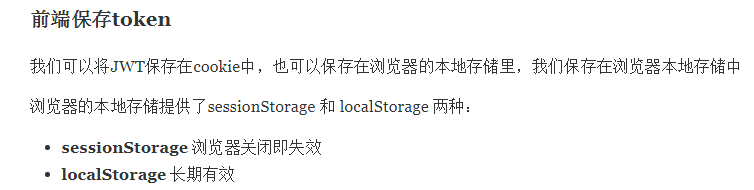 前端保存token
我们可以将JWT保存在cookie中，也可以保存在浏览器的本地存储里，我们保存在浏览器本地存储中
浏览器的本地存储提供了sessionStorage 和 localStorage 两种：
• sessionStorage 浏览器关闭即失效
• localStorage 长期有效